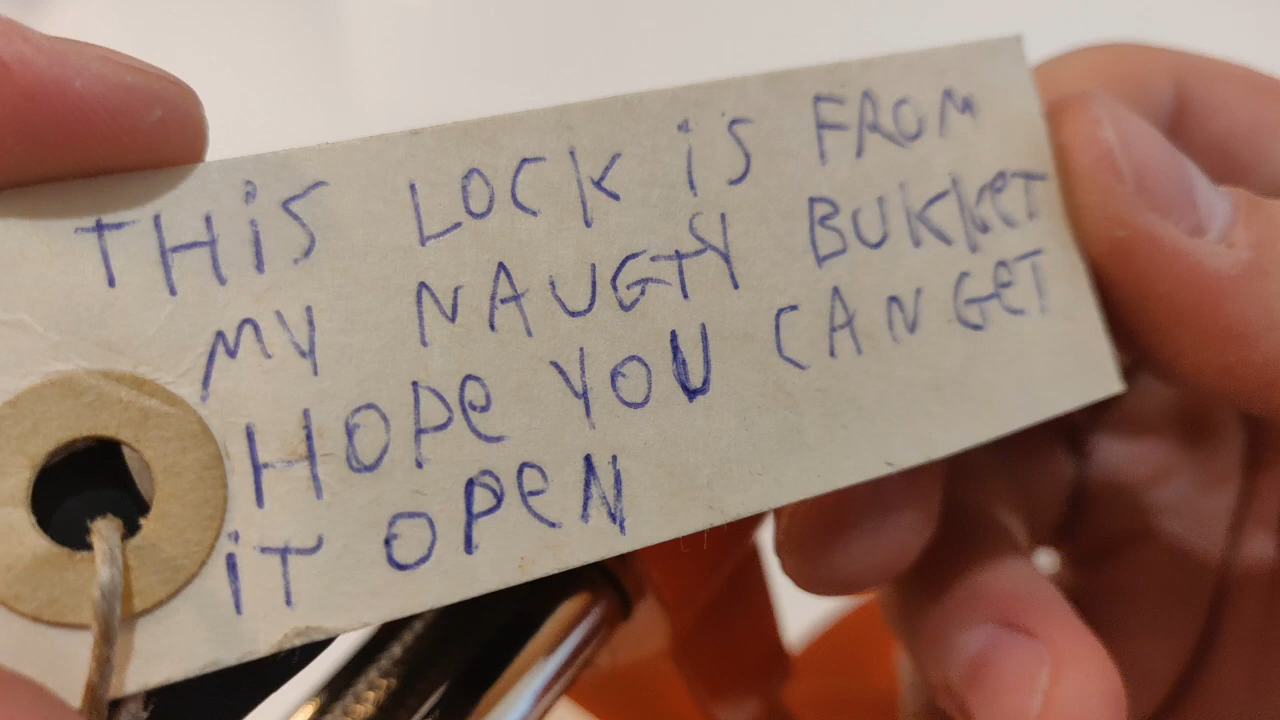 THiS LOCK iS FROM
MY NAUGTY BUKKeT
HOPe YOU CAN GeT
iT OPeN